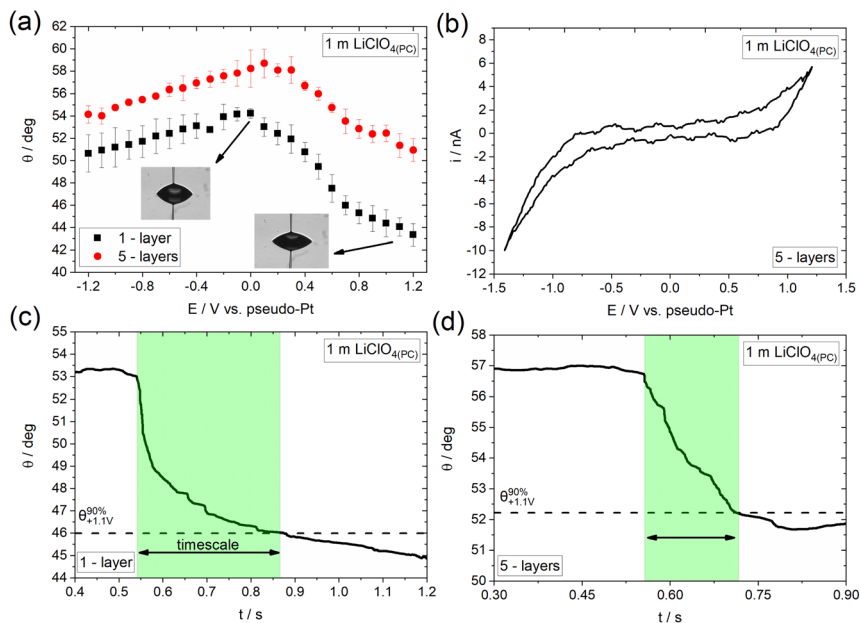 (a)
1 m LiClO4(PC)
θ / deg
62
60
58
56
54
52
50
48
46
44
42
40
1 - layer
5 - layers
-1.2 -0.8 -0.4 0.0 0.4 0.8 1.2
E / V vs. pseudo-Pt
(b)
1 m LiClO4(PC)
i / nA
12
10
8
6
4
2
0
-2
-4
-6
-8
-10
-12
5 - layers
-1.5 -1.0 -0.5 0.0 0.5 1.0 1.5
E / V vs. pseudo-Pt
(c)
1 m LiClO4(PC)
θ / deg
55
54
53
52
51
50
49
48
47
46
45
44
θ+1.1V90%
timescale
1 - layer
0.4 0.5 0.6 0.7 0.8 0.9 1.0 1.1 1.2
t / s
(d)
1 m LiClO4(PC)
θ / deg
58
57
56
55
54
53
52
51
50
θ+1.1V90%
5 - layers
0.30 0.45 0.60 0.75 0.90
t / s